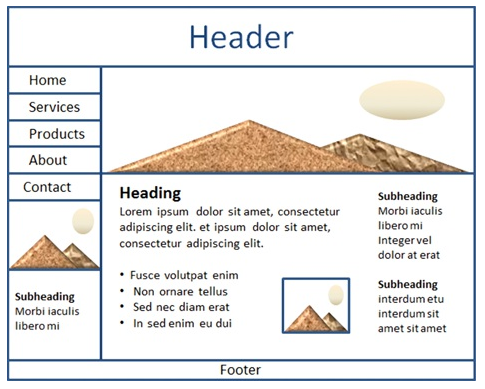 Header
Home
Services
Products
About
Contact
Subheading
Morbi iaculis
libero mi
Heading
Lorem ipsum dolor sit amet, consectetur
adipiscing elit. et ipsum dolor sit amet,
consectetur adipiscing elit.
• Fusce volutpat enim
• Non ornare tellus
• Sed nec diam erat
• In sed enim eu dui
Subheading
Morbi iaculis
libero mi
Integer vel
dolor at erat
Subheading
interdum etu
interdum sit
amet sit amet
Footer